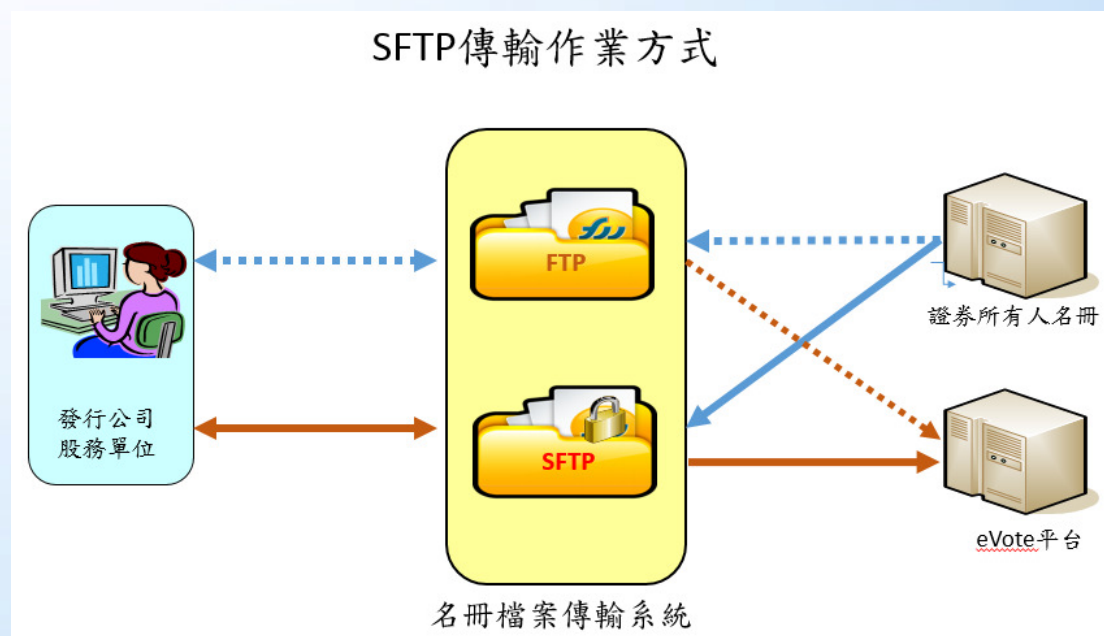 SFTP傳輸作業方式
FTP
SFTP
發行公司
股務單位
證券所有人名冊
eVote平台
名冊檔案傳輸系統